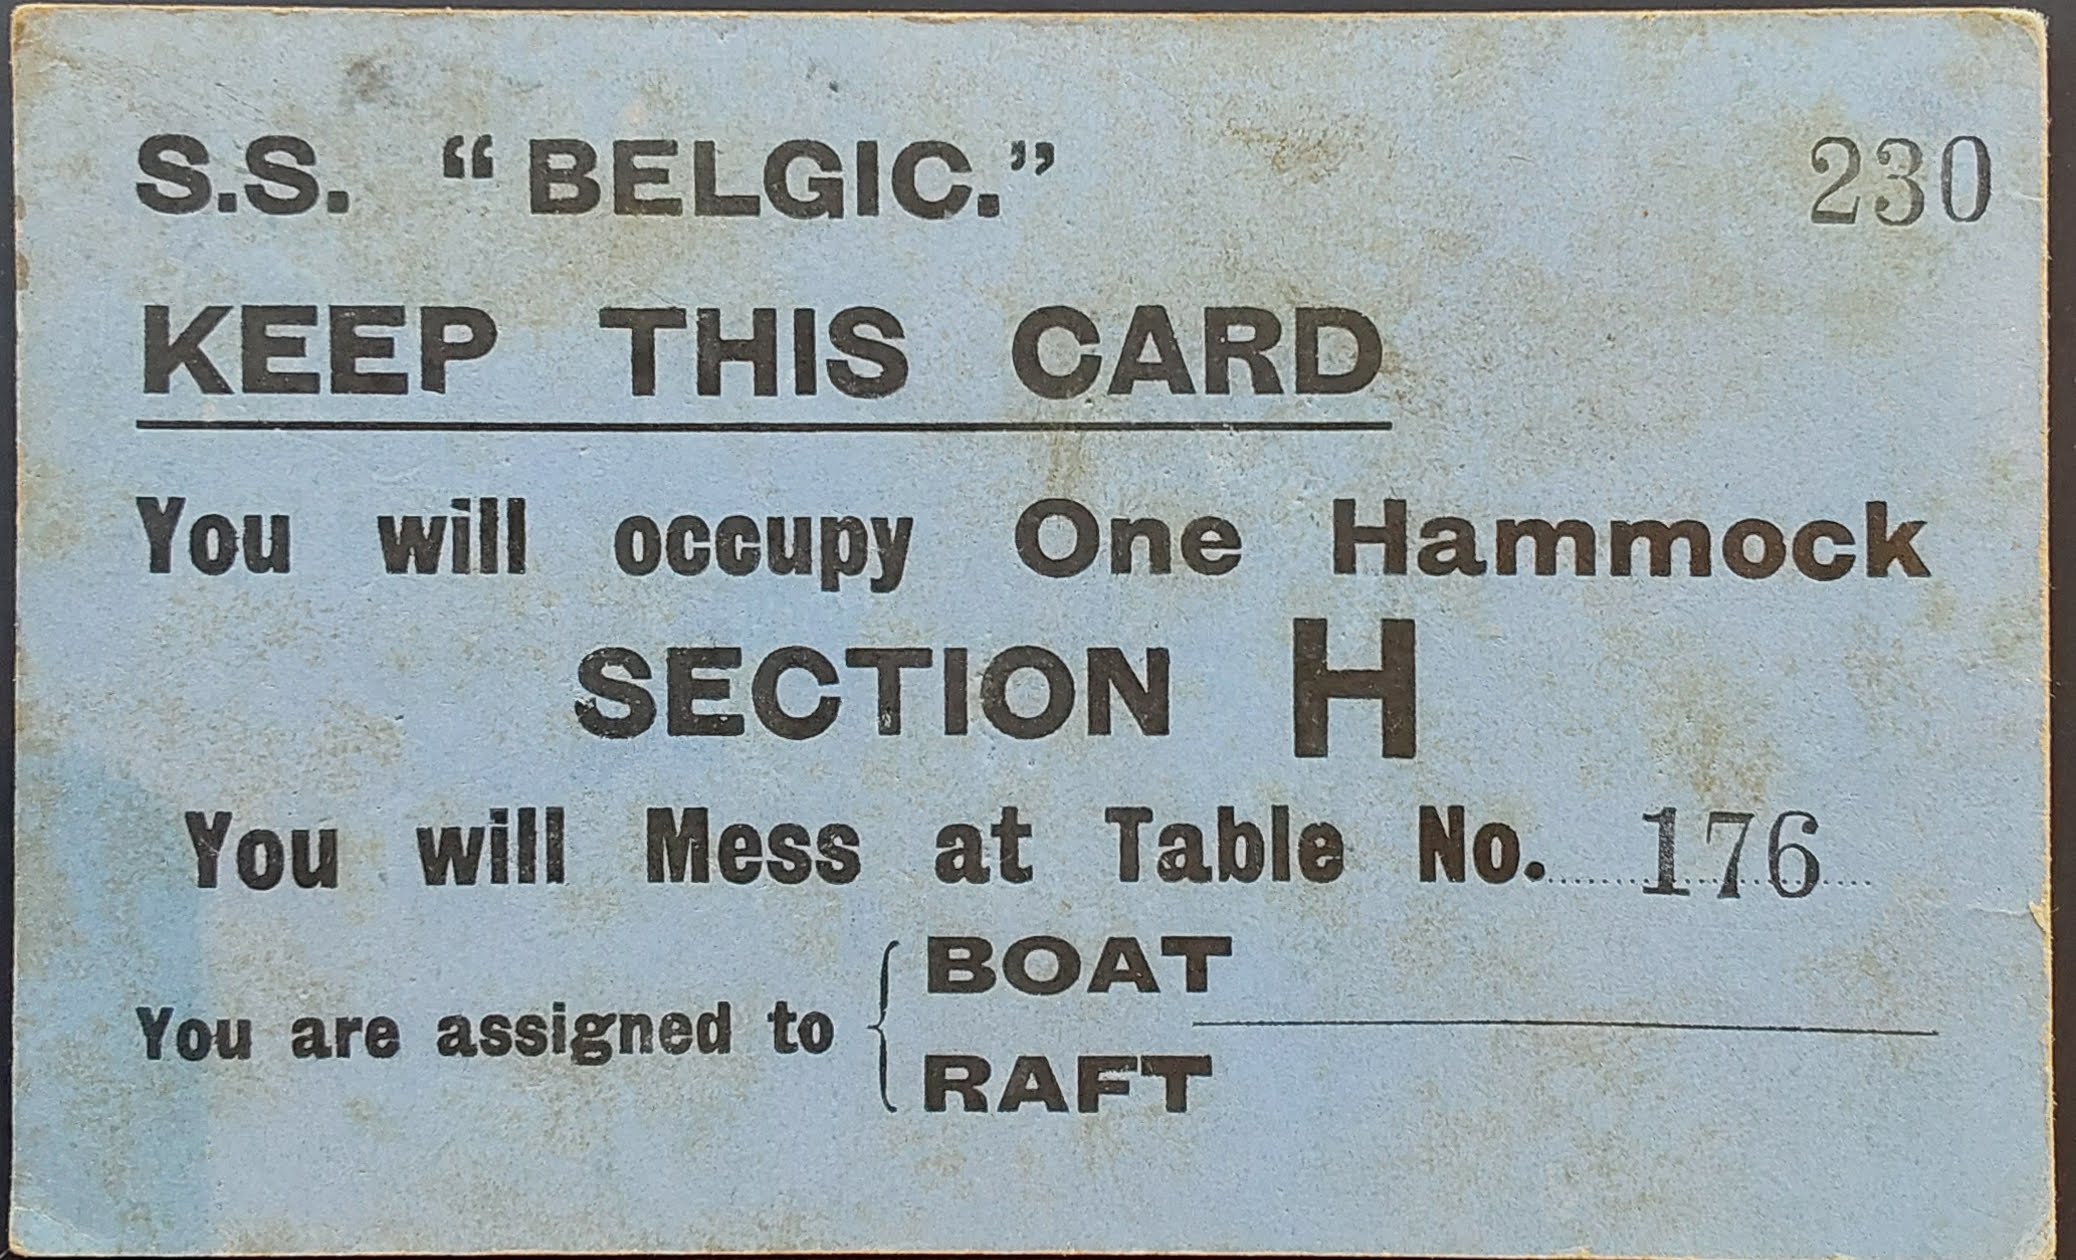 S.S. “BELGIC.” 230
KEEP THIS CARD
You will occupy One Hammock
SECTION H
You will Mess at Table No. 176
BOAT
You are assigned to
RAFT